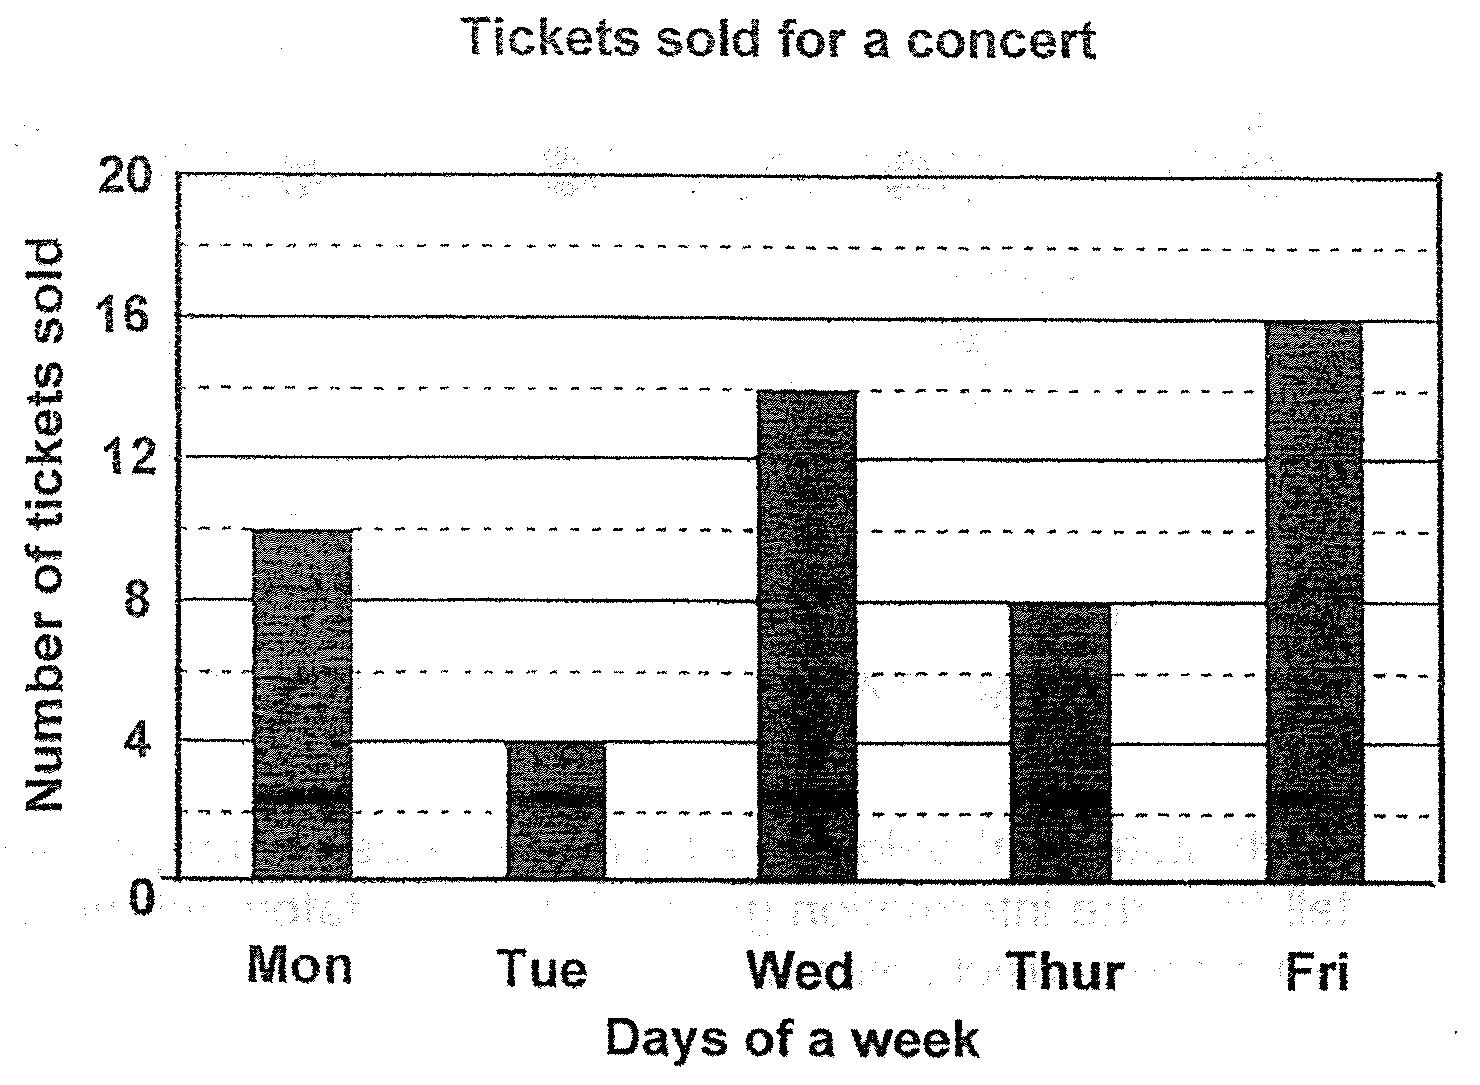 Tickets sold for a concert
Number of tickets sold
20
16
12
8
4
0
Mon Tue Wed Thur Fri
Days of a week